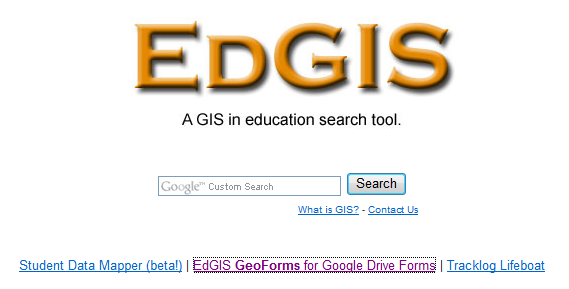 EDGIS
A GIS in education search tool.
Google™ Custom Search Search
What is GIS? - Contact Us
Student Data Mapper (beta!) | EdGIS GeoForms for Google Drive Forms | Tracklog Lifeboat